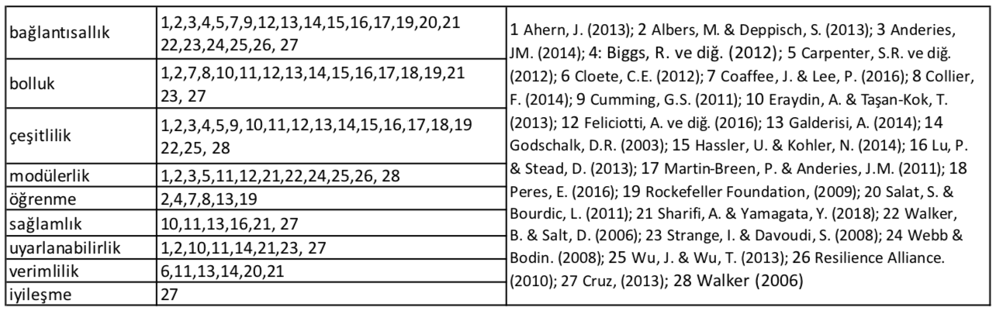 bağlantısallık
1,2,3,4,5,7,9,12,13,14,15,16,17,19,20,21
22,23,24,25,26, 27
bolluk
1,2,7,8,10,11,12,13,14,15,16,17,18,19,21
23, 27
çeşitlilik
1,2,3,4,5,9,10,11,12,13,14,15,16,17,18,19
22,25, 28
modülerlik
1,2,3,5,11,12,21,22,24,25,26, 28
öğrenme
2,4,7,8,13,19
sağlamlık
10,11,13,16,21, 27
uyarlanabilirlik
1,2,10,11,14,21,23, 27
verimlilik
6,11,13,14,20,21
iyileşme
27
1 Ahern, J. (2013); 2 Albers, M. & Deppisch, S. (2013); 3 Anderies,
JM. (2014); 4: Biggs, R. ve diğ. (2012); 5 Carpenter, S.R. ve diğ.
(2012); 6 Cloete, C.E. (2012); 7 Coaffee, J. & Lee, P. (2016); 8 Collier,
F. (2014); 9 Cumming, G.S. (2011); 10 Eraydin, A. & Taşan-Kok, T.
(2013); 12 Feliciotti, A. ve diğ. (2016); 13 Galderisi, A. (2014); 14
Godschalk, D.R. (2003); 15 Hassler, U. & Kohler, N. (2014); 16 Lu, P.
& Stead, D. (2013); 17 Martin-Breen, P. & Anderies, J.M. (2011); 18
Peres, E. (2016); 19 Rockefeller Foundation, (2009); 20 Salat, S. &
Bourdic, L. (2011); 21 Sharifi, A. & Yamagata, Y. (2018); 22 Walker,
B. & Salt, D. (2006); 23 Strange, I. & Davoudi, S. (2008); 24 Webb &
Bodin. (2008); 25 Wu, J. & Wu, T. (2013); 26 Resilience Alliance.
(2010); 27 Cruz, (2013); 28 Walker (2006)